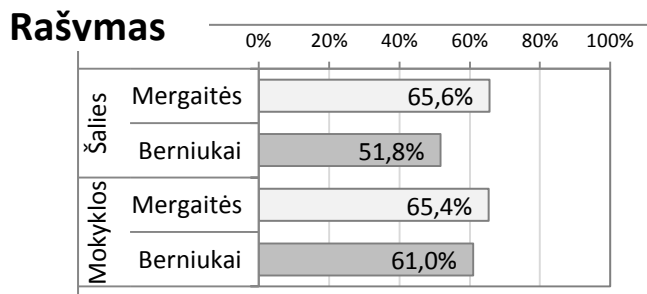 Rašymas
0% 20% 40% 60% 80% 100%
Šalies
Mergaitės 65,6%
Berniukai 51,8%
Mokyklos
Mergaitės 65,4%
Berniukai 61,0%